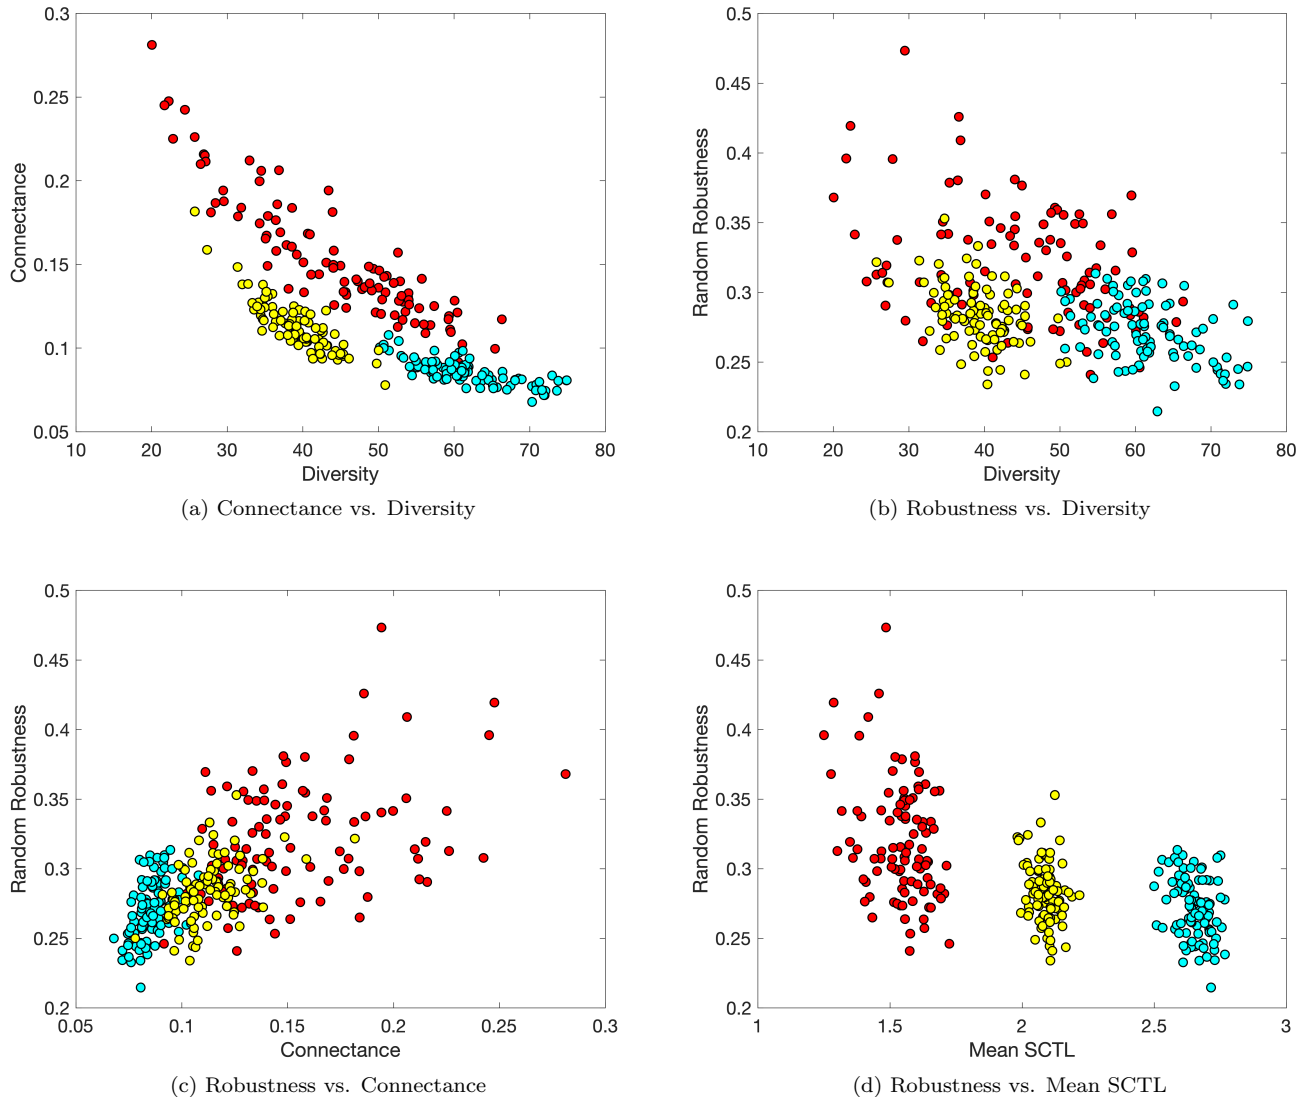 0.3
0.25
0.2
0.15
0.1
0.05
Connectance
10 20 30 40 50 60 70 80
Diversity
(a) Connectance vs. Diversity
0.5
0.45
0.4
0.35
0.3
0.25
0.2
Random Robustness
10 20 30 40 50 60 70 80
Diversity
(b) Robustness vs. Diversity
0.5
0.45
0.4
0.35
0.3
0.25
0.2
Random Robustness
0.05 0.1 0.15 0.2 0.25 0.3
Connectance
(c) Robustness vs. Connectance
0.5
0.45
0.4
0.35
0.3
0.25
0.2
Random Robustness
1 1.5 2 2.5 3
Mean SCTL
(d) Robustness vs. Mean SCTL